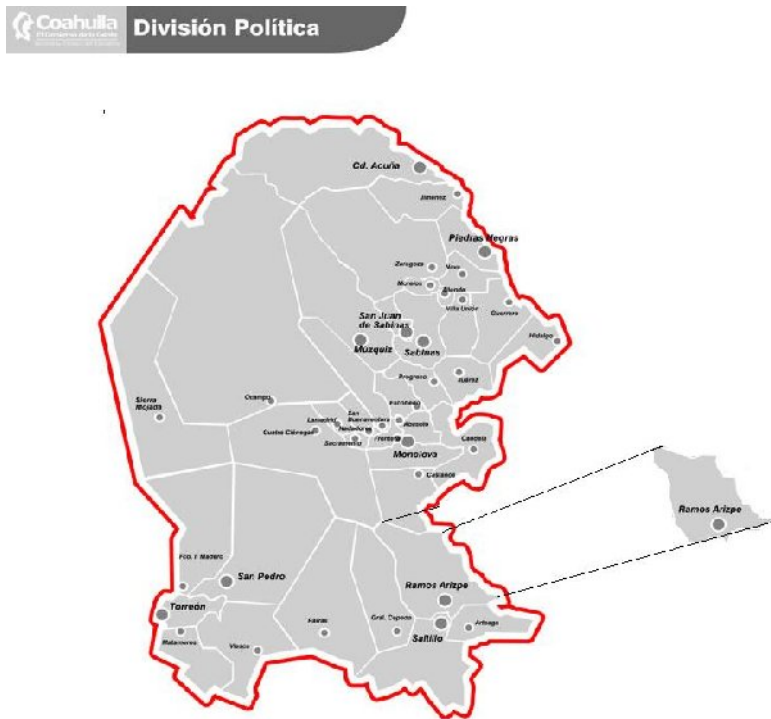 Coahuila
División Política
Cd. Acuña
Jiménez
Piedras Negras
Zaragoza
Nava
Morelos
Allende
Villa Unión
Guerrero
San Juan
de Sabinas
Múzquiz
Sabinas
Hidalgo
Progreso
Juárez
Sierra
Mojada
Ocampo
Escobedo
San
Buenaventura
Lamadrid
Abasolo
Cuatro Ciénegas
Nadadores
Sacramento
Frontera
Monclova
Candela
Castaños
Ramos Arizpe
Fco. I. Madero
San Pedro
Ramos Arizpe
Torreón
Matamoros
Viesca
Parras
Gral. Cepeda
Saltillo
Arteaga